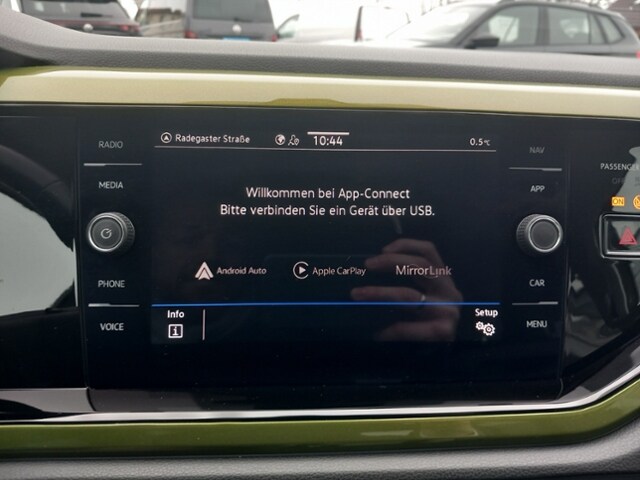 RADIO
MEDIA
PHONE
VOICE
Radegaster Straße 10:44 0.5°C
Willkommen bei App-Connect
Bitte verbinden Sie ein Gerät über USB.
Android Auto Apple CarPlay MirrorLink
Info Setup
NAV
APP
CAR
MENU
PASSENGER
ON